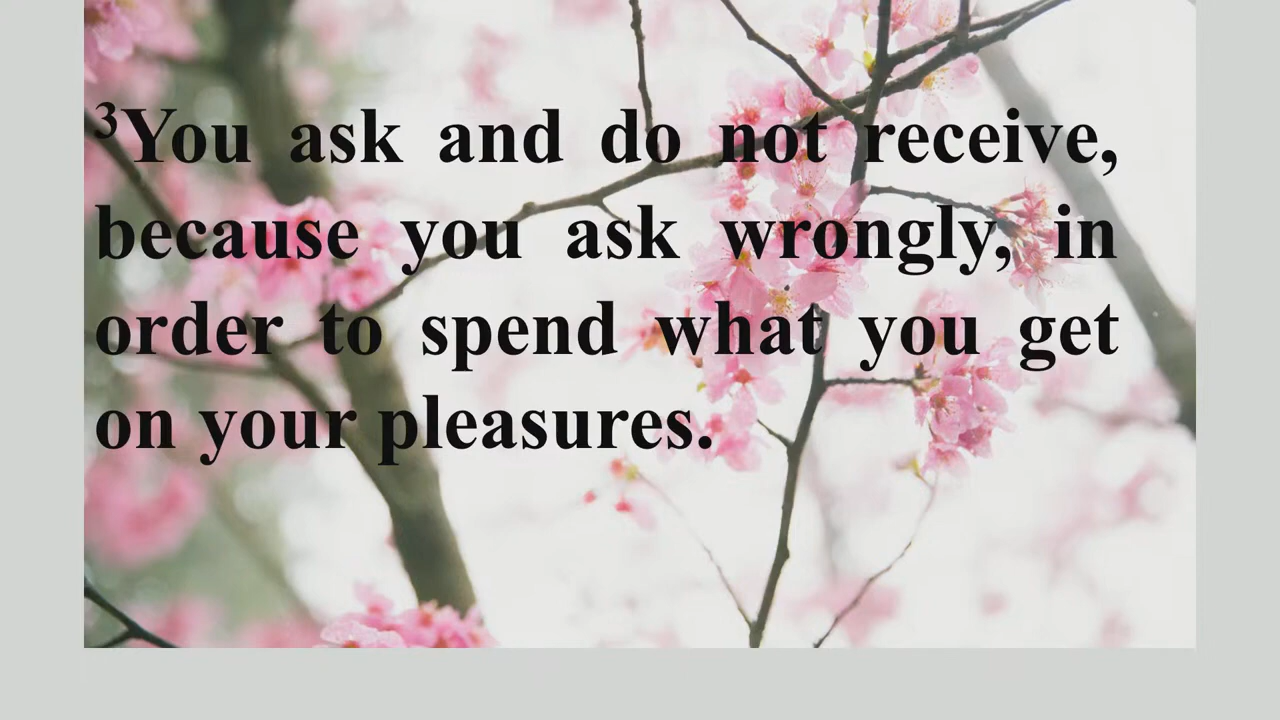 ³You ask and do not receive,
because you ask wrongly, in
order to spend what you get
on your pleasures.